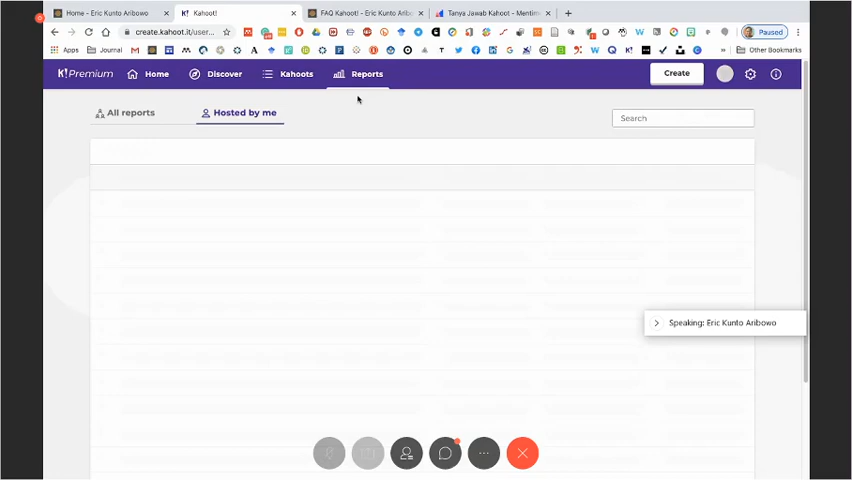 Home - Eric Kunto Aribowo
Kahoot!
FAQ Kahoot! - Eric Kunto Aribo
Tanya Jawab Kahoot - Mentim
create.kahoot.it/user...
Paused
Apps
Journal
Other Bookmarks
K!Premium
Home
Discover
Kahoots
Reports
Create
All reports
Hosted by me
Search
Speaking: Eric Kunto Aribowo